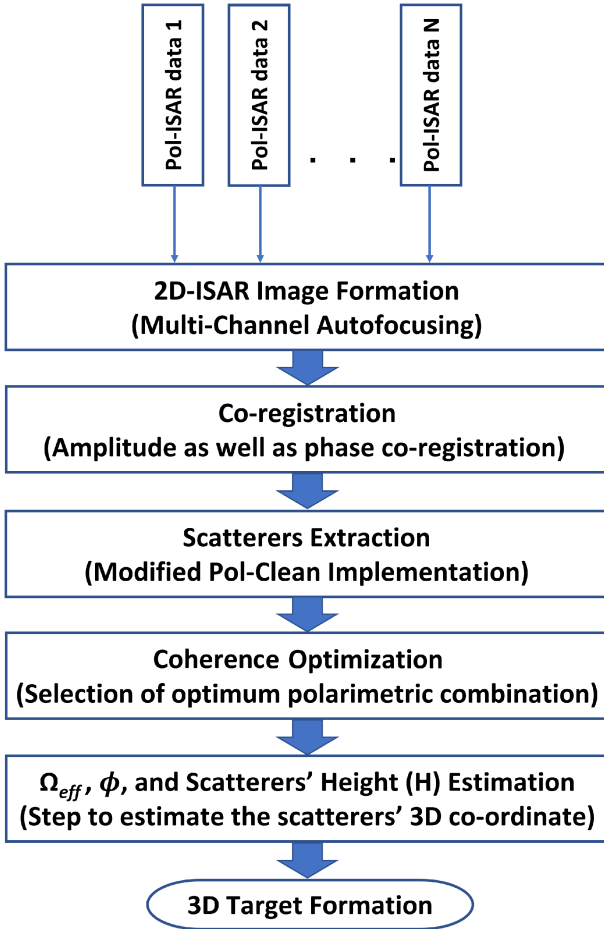 Pol-ISAR data 1
Pol-ISAR data 2
. . .
Pol-ISAR data N
2D-ISAR Image Formation
(Multi-Channel Autofocusing)
Co-registration
(Amplitude as well as phase co-registration)
Scatterers Extraction
(Modified Pol-Clean Implementation)
Coherence Optimization
(Selection of optimum polarimetric combination)
Ω_eff, ϕ, and Scatterers’ Height (H) Estimation
(Step to estimate the scatterers’ 3D co-ordinate)
3D Target Formation